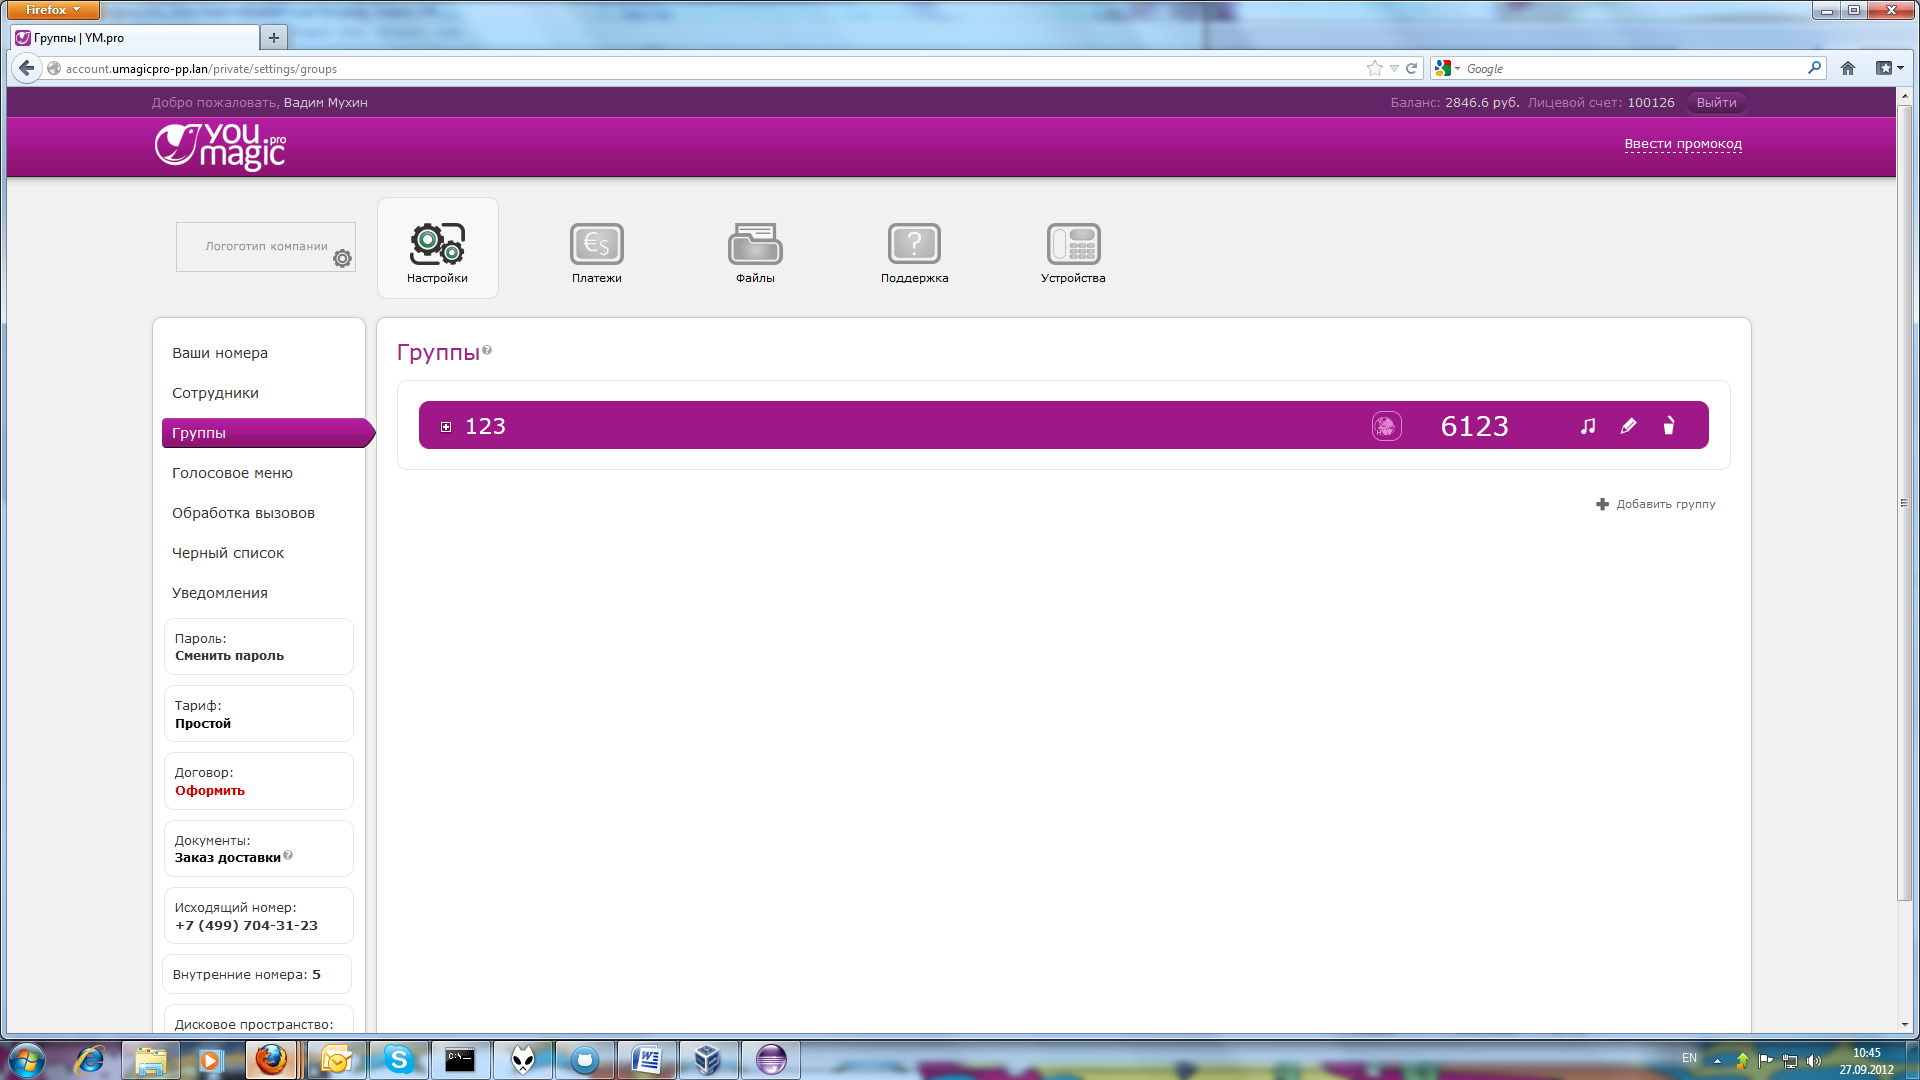 Firefox
Группы | YM.pro
account.umagicpro-pp.lan/private/settings/groups
Google
Добро пожаловать, Вадим Мухин
Баланс: 2846.6 руб. Лицевой счет: 100126 Выйти
you magic .pro
Ввести промокод
Логоготип компании
Настройки
Платежи
Файлы
Поддержка
Устройства
Ваши номера
Сотрудники
Группы
Голосовое меню
Обработка вызовов
Черный список
Уведомления
Пароль:
Сменить пароль
Тариф:
Простой
Договор:
Оформить
Документы:
Заказ доставки
Исходящий номер:
+7 (499) 704-31-23
Внутренние номера: 5
Дисковое пространство:
Группы
123
6123
Добавить группу
EN
10:45
27.09.2012